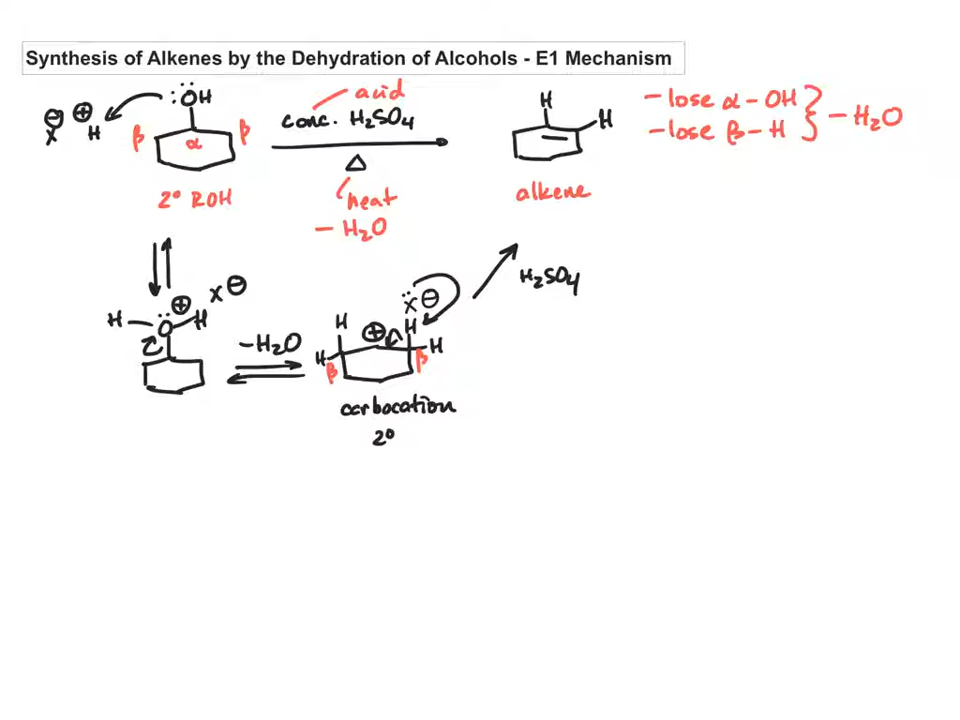 Synthesis of Alkenes by the Dehydration of Alcohols - E1 Mechanism
⊖ ⊕ :ÖH acid H - lose α - OH
X H β α β conc. H₂SO₄ H - lose β - H } - H₂O
Δ
2° ROH heat alkene
- H₂O
⊕ X⊖ :X⊖ H₂SO₄
H O H - H₂O H ⊕ H
H β β H
carbocation
2°